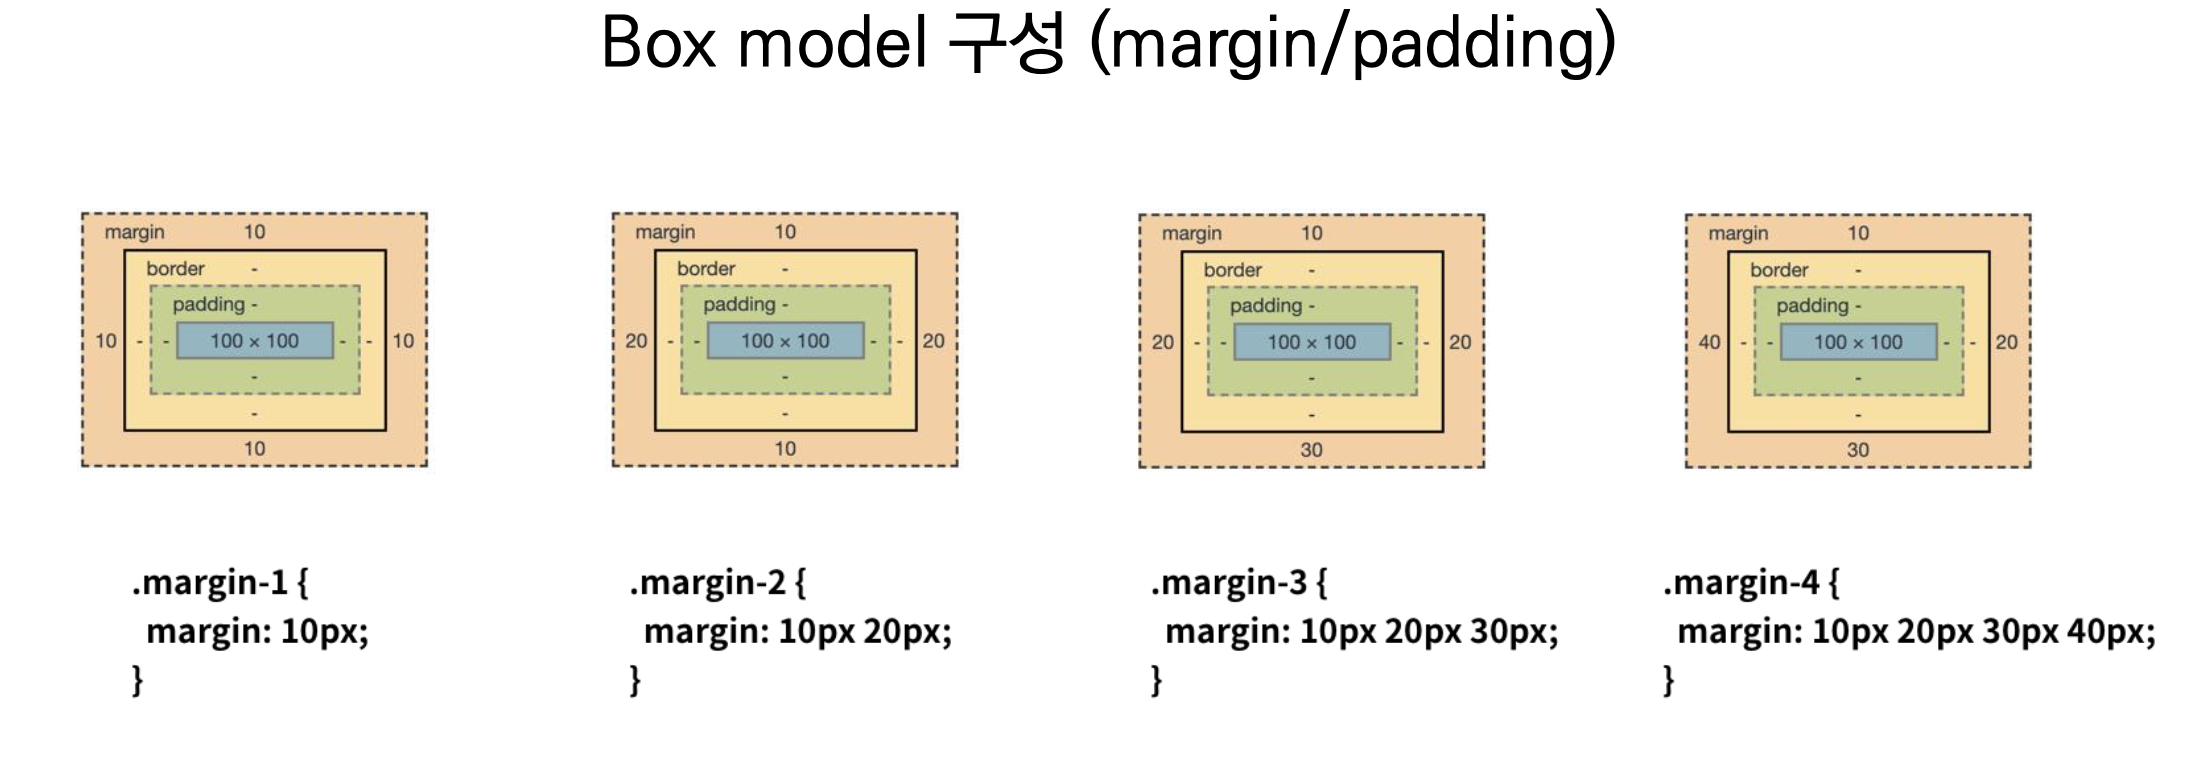 Box model 구성 (margin/padding)
margin 10
border -
padding -
10 - - 100 × 100 - - 10
-
-
10
margin 10
border -
padding -
20 - - 100 × 100 - - 20
-
-
10
margin 10
border -
padding -
20 - - 100 × 100 - - 20
-
-
30
margin 10
border -
padding -
40 - - 100 × 100 - - 20
-
-
30
.margin-1 {
margin: 10px;
}
.margin-2 {
margin: 10px 20px;
}
.margin-3 {
margin: 10px 20px 30px;
}
.margin-4 {
margin: 10px 20px 30px 40px;
}